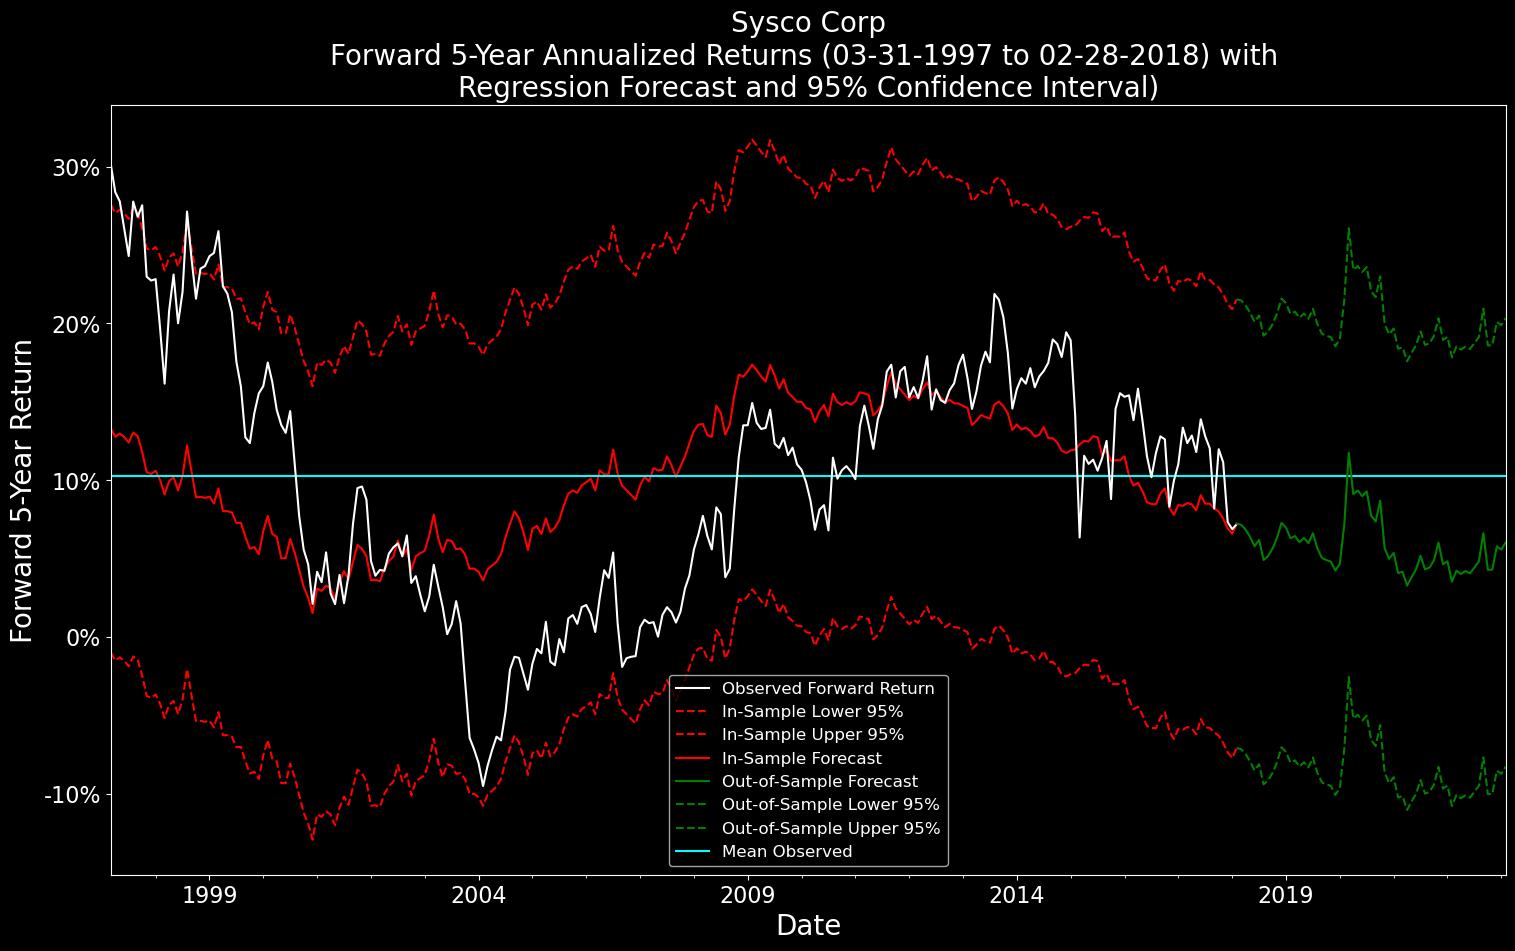 Sysco Corp
Forward 5-Year Annualized Returns (03-31-1997 to 02-28-2018) with
Regression Forecast and 95% Confidence Interval)
30%
20%
10%
0%
-10%
Forward 5-Year Return
Observed Forward Return
In-Sample Lower 95%
In-Sample Upper 95%
In-Sample Forecast
Out-of-Sample Forecast
Out-of-Sample Lower 95%
Out-of-Sample Upper 95%
Mean Observed
1999 2004 2009 2014 2019
Date